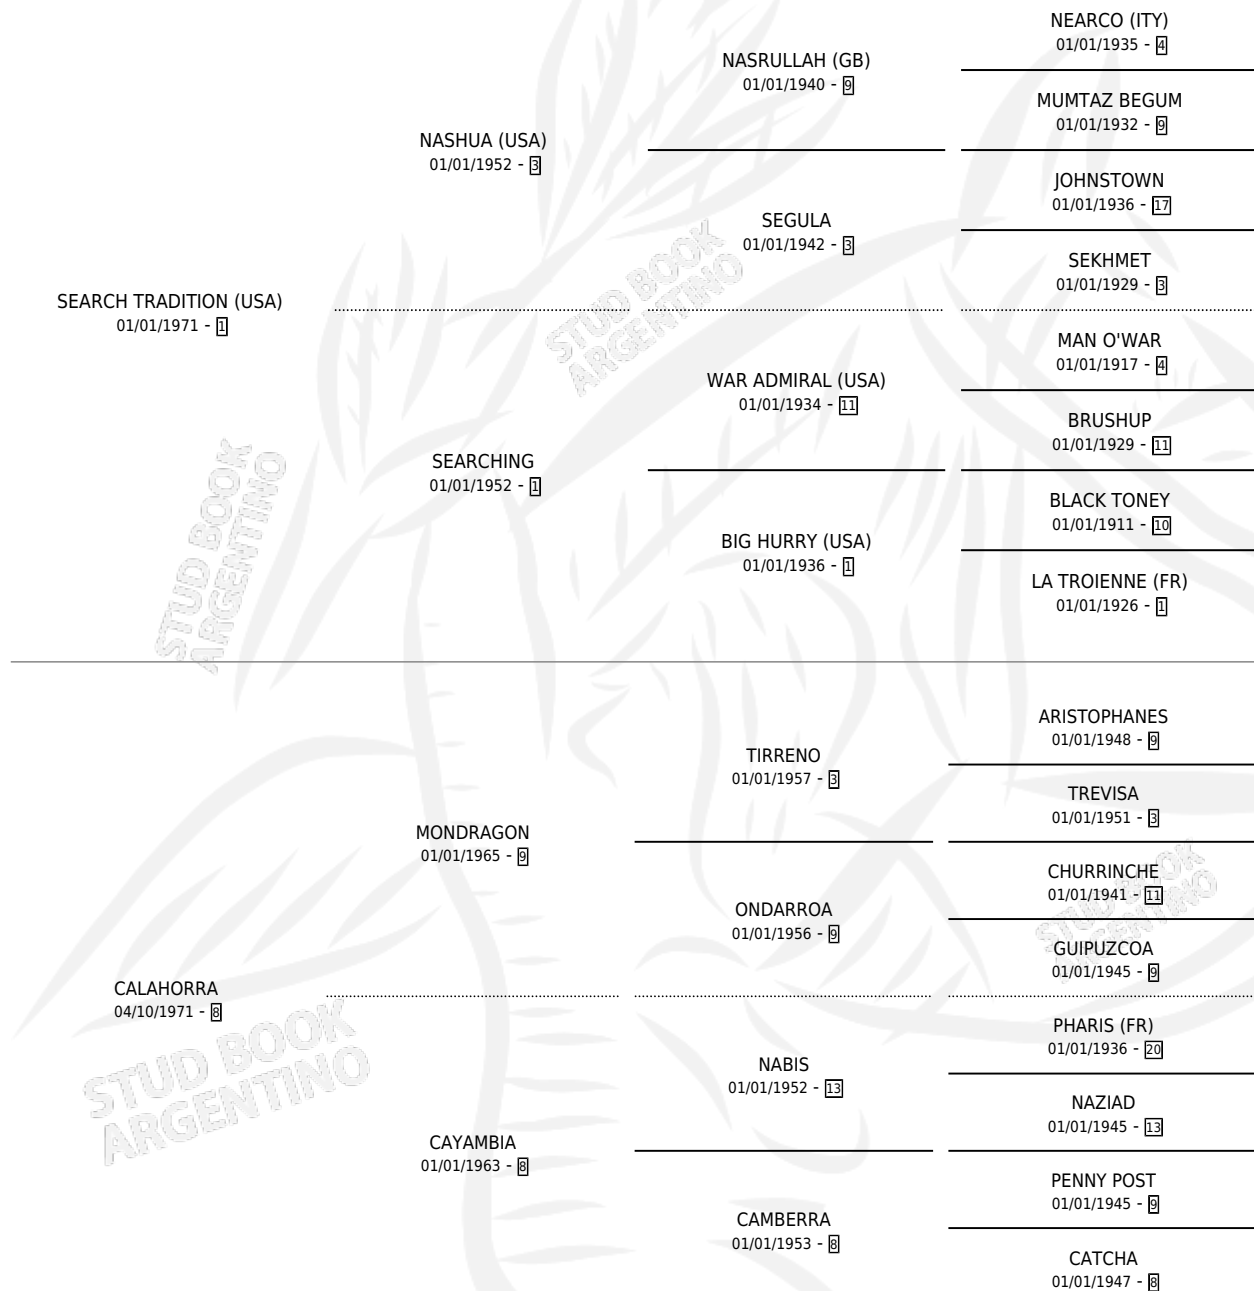 NEARCO (ITY)
01/01/1935 - 4
NASRULLAH (GB)
01/01/1940 - 9
MUMTAZ BEGUM
01/01/1932 - 9
NASHUA (USA)
01/01/1952 - 3
JOHNSTOWN
01/01/1936 - 17
SEGULA
01/01/1942 - 3
SEKHMET
01/01/1929 - 3
SEARCH TRADITION (USA)
01/01/1971 - 1
STUD BOOK
ARGENTINO
MAN O'WAR
01/01/1917 - 4
WAR ADMIRAL (USA)
01/01/1934 - 11
BRUSHUP
01/01/1929 - 11
SEARCHING
01/01/1952 - 1
BLACK TONEY
01/01/1911 - 10
BIG HURRY (USA)
01/01/1936 - 1
LA TROIENNE (FR)
01/01/1926 - 1
STUD BOOK
ARGENTINO
ARISTOPHANES
01/01/1948 - 9
TIRRENO
01/01/1957 - 3
TREVISA
01/01/1951 - 3
MONDRAGON
01/01/1965 - 9
CHURRINCHE
01/01/1941 - 11
ONDARROA
01/01/1956 - 9
STUD BOOK
ARGENTINO
GUIPUZCOA
01/01/1945 - 9
CALAHORRA
04/10/1971 - 8
PHARIS (FR)
01/01/1936 - 20
NABIS
01/01/1952 - 13
NAZIAD
01/01/1945 - 13
STUD BOOK
ARGENTINO
CAYAMBIA
01/01/1963 - 8
PENNY POST
01/01/1945 - 9
CAMBERRA
01/01/1953 - 8
CATCHA
01/01/1947 - 8